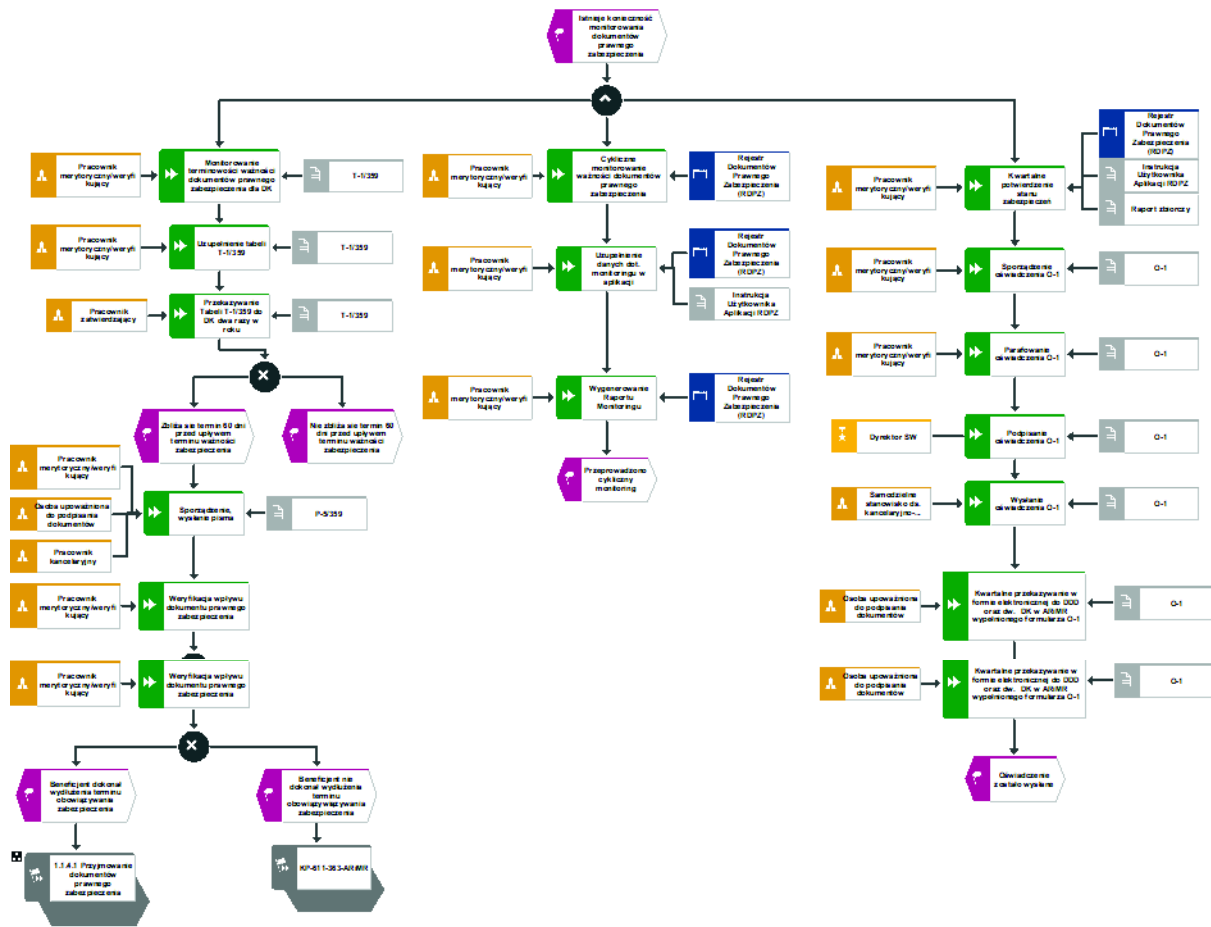 Istnieje konieczność
monitorowania
dokumentów
prawnego
zabezpieczenia
Pracownik
merytoryczny/weryfi
kujący
Monitorowanie
terminowości ważności
dokumentów prawnego
zabezpieczenia dla DK
T-1/359
Pracownik
merytoryczny/weryfi
kujący
Uzupełnienie tabeli
T-1/359
T-1/359
Pracownik
zatwierdzający
Przekazywanie
Tabeli T-1/359 do
DK dwa razy w
roku
T-1/359
Zbliża sie termin 60 dni
przed upływem
terminu ważności
zabezpieczenia
Nie zbliża sie termin 60
dni przed upływem
terminu ważności
zabezpieczenia
Pracownik
merytoryczny/weryfi
kujący
Osoba upoważniona
do podpisania
dokumentów
Pracownik
kancelaryjny
Sporządzenie,
wysłanie pisma
P-5/359
Pracownik
merytoryczny/weryfi
kujący
Weryfikacja wpływu
dokumentu prawnego
zabezpieczenia
Pracownik
merytoryczny/weryfi
kujący
Weryfikacja wpływu
dokumentu prawnego
zabezpieczenia
Beneficjent dokonał
wydłużenia terminu
obowiązywania
zabezpieczenia
Beneficjent nie
dokonał wydłużenia
terminu
obowiązywiązywania
zabezpieczenia
1.1.4.1 Przyjmowanie
dokumentów
prawnego
zabezpieczenia
KP-611-363-ARiMR
Pracownik
merytoryczny/weryfi
kujący
Cykliczne
monitorowanie
ważności dokumentów
prawnego
zabezpieczenia
Rejestr
Dokumentów
Prawnego
Zabezpieczenia
(RDPZ)
Pracownik
merytoryczny/weryfi
kujący
Uzupełnienie
danych dot.
monitoringu w
aplikacji
Rejestr
Dokumentów
Prawnego
Zabezpieczenia
(RDPZ)
Instrukcja
Użytkownika
Aplikacji RDPZ
Pracownik
merytoryczny/weryfi
kujący
Wygenerowanie
Raportu
Monitoringu
Rejestr
Dokumentów
Prawnego
Zabezpieczenia
(RDPZ)
Przeprowadzono
cykliczny
monitoring
Pracownik
merytoryczny/weryfi
kujący
Kwartalne
potwierdzenie
stanu
zabezpieczeń
Rejestr
Dokumentów
Prawnego
Zabezpieczenia
(RDPZ)
Instrukcja
Użytkownika
Aplikacji RDPZ
Raport zbiorczy
Pracownik
merytoryczny/weryfi
kujący
Sporządzenie
oświadczenia O-1
O-1
Pracownik
merytoryczny/weryfi
kujący
Parafowanie
oświadczenia O-1
O-1
Dyrektor SW
Podpisanie
oświadczenia O-1
O-1
Samodzielne
stanowisko ds.
kancelaryjno-...
Wysłanie
oświadczenia O-1
O-1
Osoba upoważniona
do podpisania
dokumentów
Kwartalne przekazywanie w
formie elektronicznej do DDD
oraz dw. DK w ARiMR
wypełnionego formularza O-1
O-1
Osoba upoważniona
do podpisania
dokumentów
Kwartalne przekazywanie w
formie elektronicznej do DDD
oraz dw. DK w ARiMR
wypełnionego formularza O-1
O-1
Oświadczenie
zostało wysłane